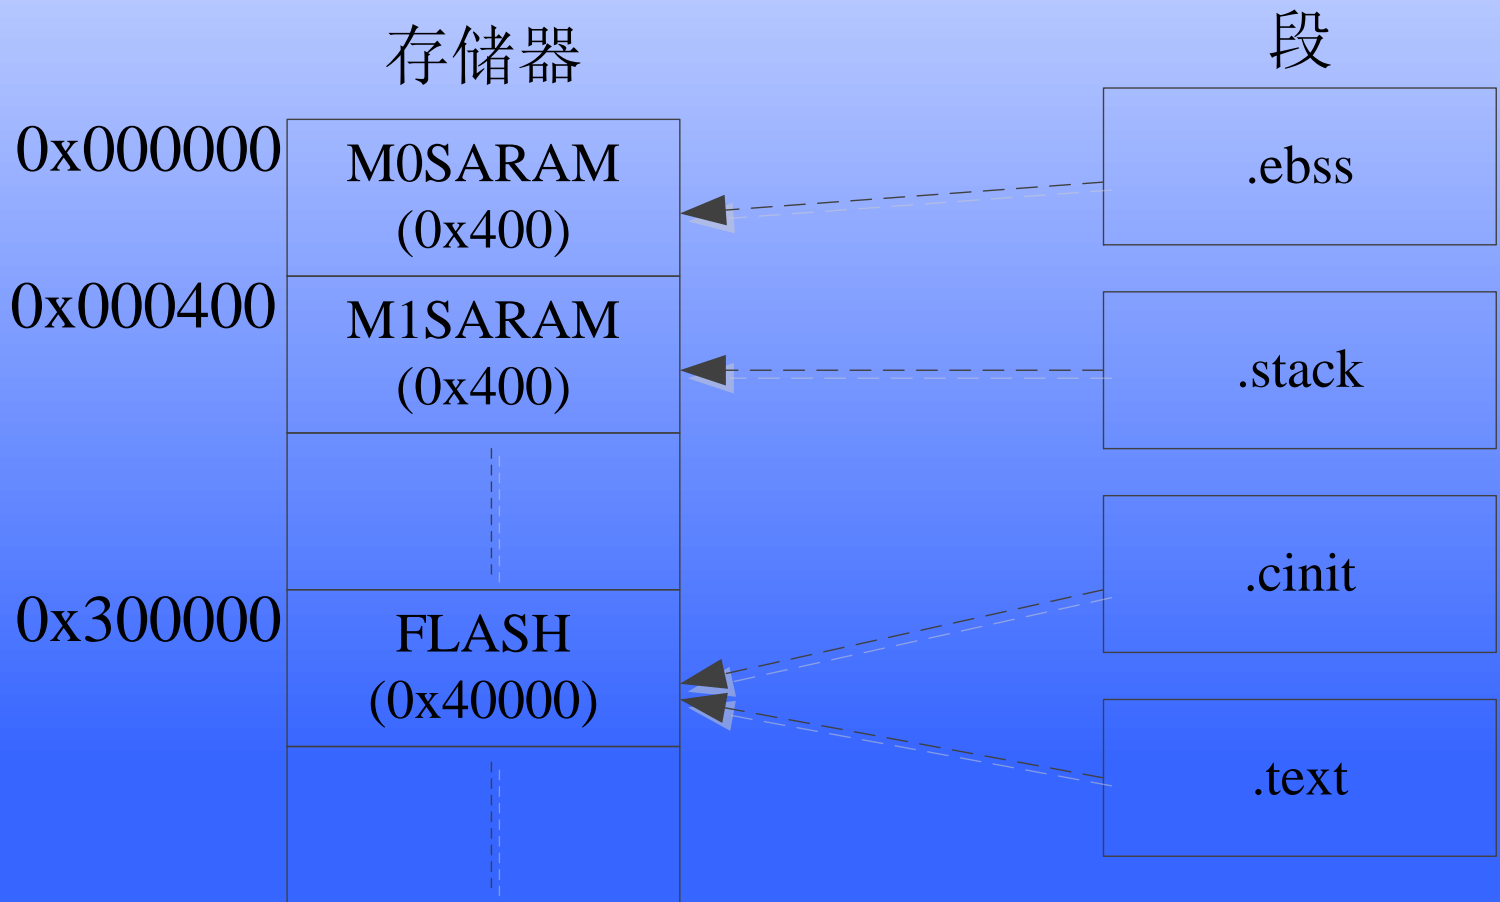 存储器
段
0x000000
M0SARAM
(0x400)
.ebss
0x000400
M1SARAM
(0x400)
.stack
0x300000
FLASH
(0x40000)
.cinit
.text